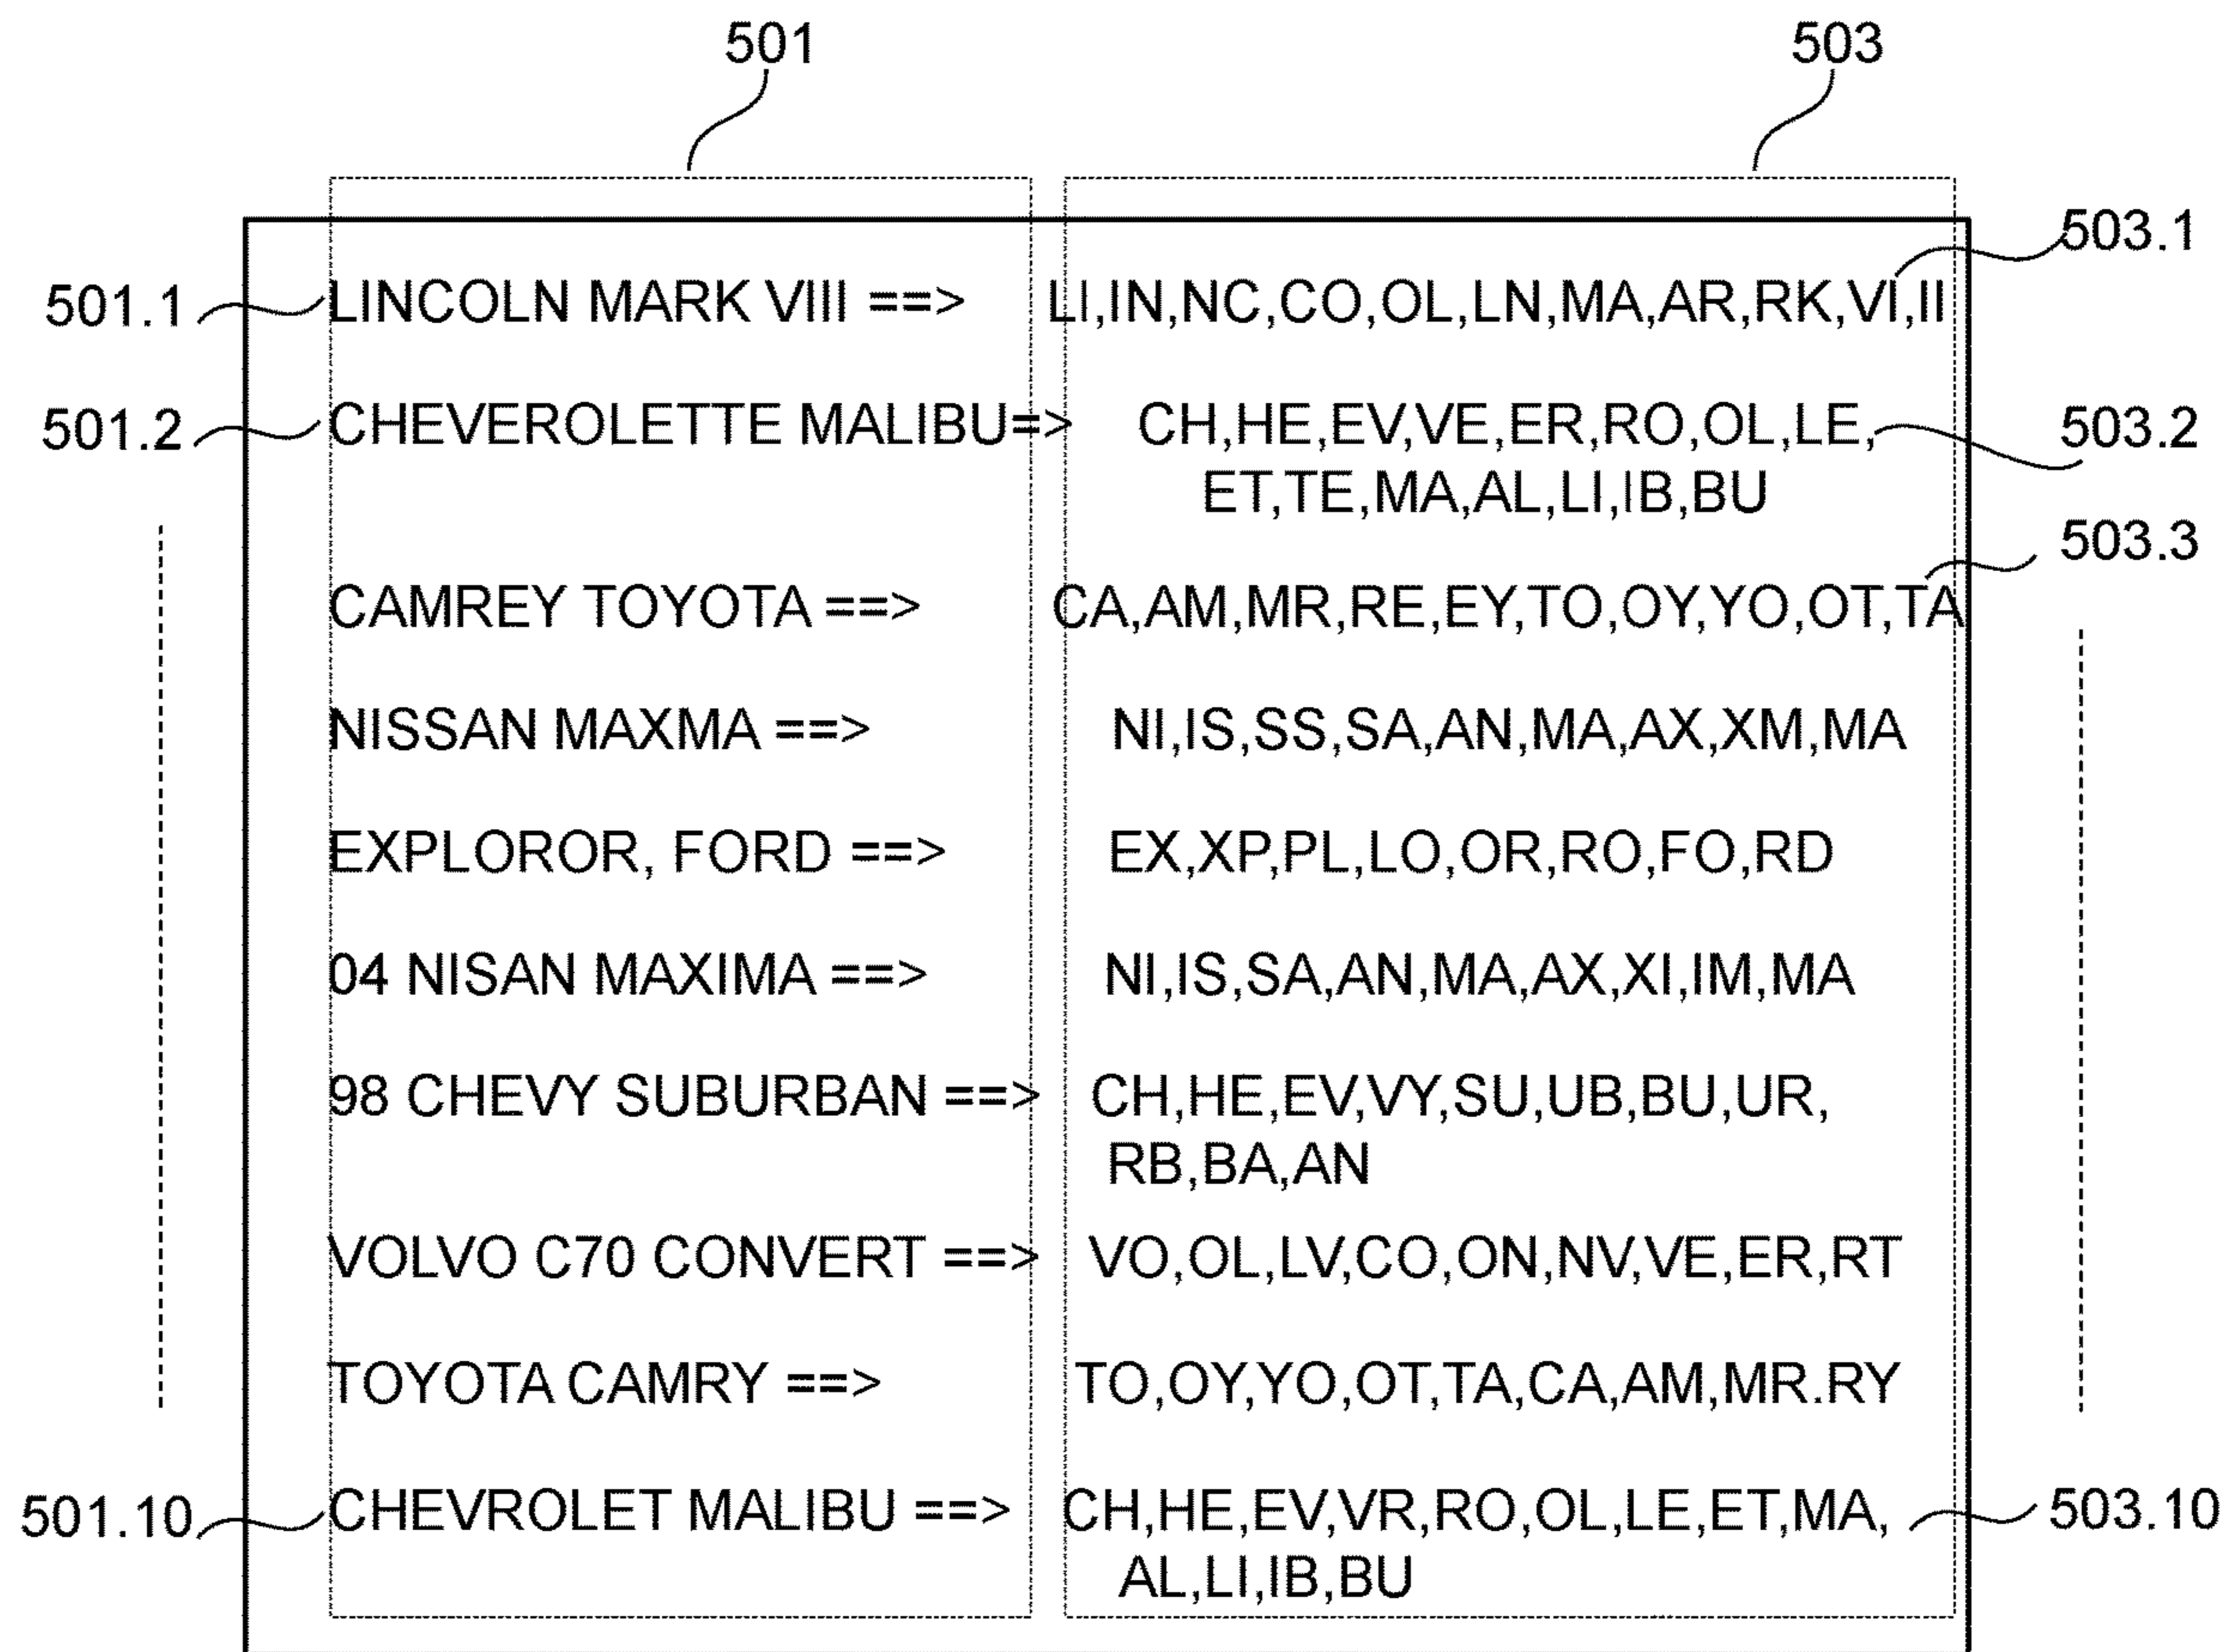 501 503
503.1
501.1 LINCOLN MARK VIII ==> LI,IN,NC,CO,OL,LN,MA,AR,RK,VI,II
501.2 CHEVEROLETTE MALIBU=> CH,HE,EV,VE,ER,RO,OL,LE, 503.2
ET,TE,MA,AL,LI,IB,BU
503.3
CAMREY TOYOTA ==> CA,AM,MR,RE,EY,TO,OY,YO,OT,TA
NISSAN MAXMA ==> NI,IS,SS,SA,AN,MA,AX,XM,MA
EXPLOROR, FORD ==> EX,XP,PL,LO,OR,RO,FO,RD
04 NISAN MAXIMA ==> NI,IS,SA,AN,MA,AX,XI,IM,MA
98 CHEVY SUBURBAN ==> CH,HE,EV,VY,SU,UB,BU,UR,
RB,BA,AN
VOLVO C70 CONVERT ==> VO,OL,LV,CO,ON,NV,VE,ER,RT
TOYOTA CAMRY ==> TO,OY,YO,OT,TA,CA,AM,MR.RY
501.10 CHEVROLET MALIBU ==> CH,HE,EV,VR,RO,OL,LE,ET,MA, 503.10
AL,LI,IB,BU